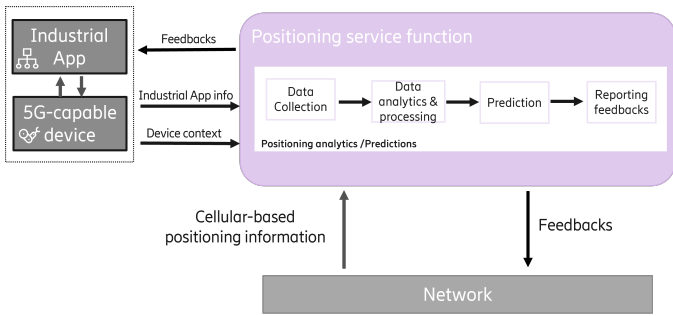 Industrial
App
5G-capable
device
Feedbacks
Industrial App info
Device context
Positioning service function
Data
Collection
Data
analytics &
processing
Prediction
Reporting
feedbacks
Positioning analytics /Predictions
Cellular-based
positioning information
Feedbacks
Network